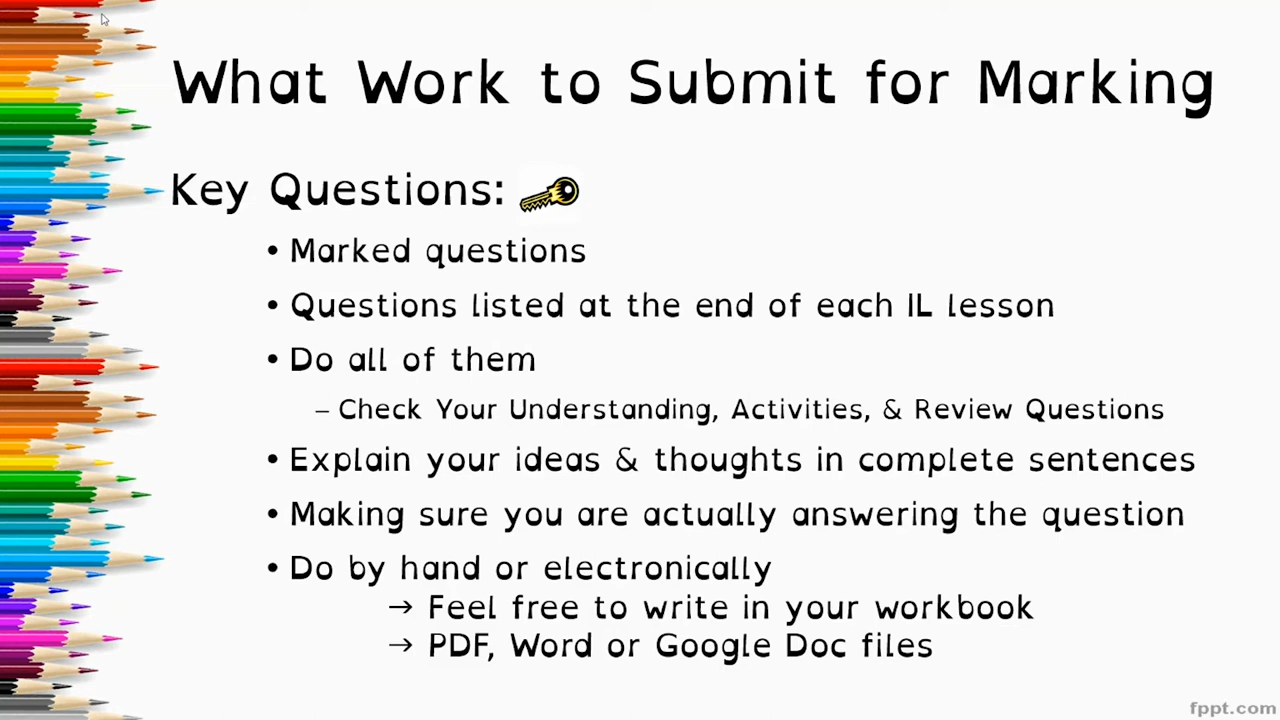 What Work to Submit for Marking
Key Questions:
• Marked questions
• Questions listed at the end of each IL lesson
• Do all of them
– Check Your Understanding, Activities, & Review Questions
• Explain your ideas & thoughts in complete sentences
• Making sure you are actually answering the question
• Do by hand or electronically
→ Feel free to write in your workbook
→ PDF, Word or Google Doc files
fppt.com